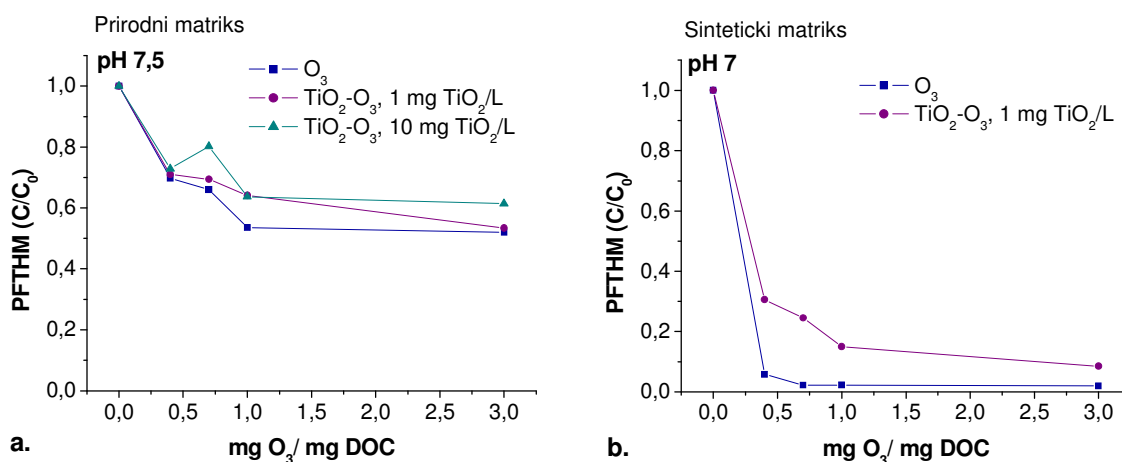 Prirodni matriks
pH 7,5
O3
TiO2-O3, 1 mg TiO2/L
TiO2-O3, 10 mg TiO2/L
1,0
0,8
0,6
0,4
0,2
0,0
PFTHM (C/C0)
0,0 0,5 1,0 1,5 2,0 2,5 3,0
mg O3/ mg DOC
a.
Sinteticki matriks
pH 7
O3
TiO2-O3, 1 mg TiO2/L
1,0
0,8
0,6
0,4
0,2
0,0
PFTHM (C/C0)
0,0 0,5 1,0 1,5 2,0 2,5 3,0
mg O3/ mg DOC
b.